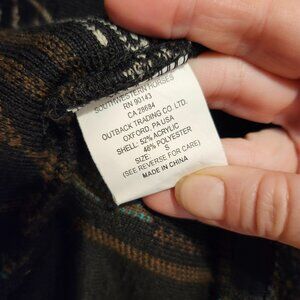 SOUTHWESTERN HORSES
RN 90143
CA 28684
OUTBACK TRADING CO. LTD.
OXFORD, PA USA
SHELL: 52% ACRYLIC
48% POLYESTER
SIZE: S
(SEE REVERSE FOR CARE)
MADE IN CHINA